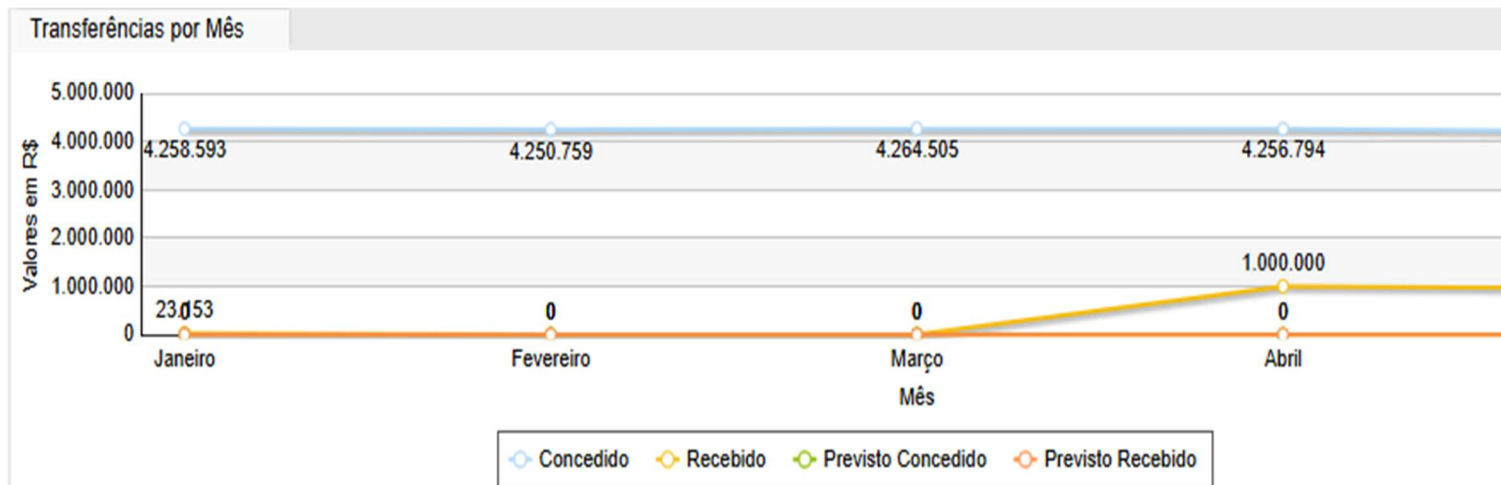 Transferências por Mês
Valores em R$
5.000.000
4.000.000
3.000.000
2.000.000
1.000.000
0
4.258.593
4.250.759
4.264.505
4.256.794
1.000.000
0
0
0
0
Janeiro
Fevereiro
Março
Abril
Mês
Concedido
Recebido
Previsto Concedido
Previsto Recebido